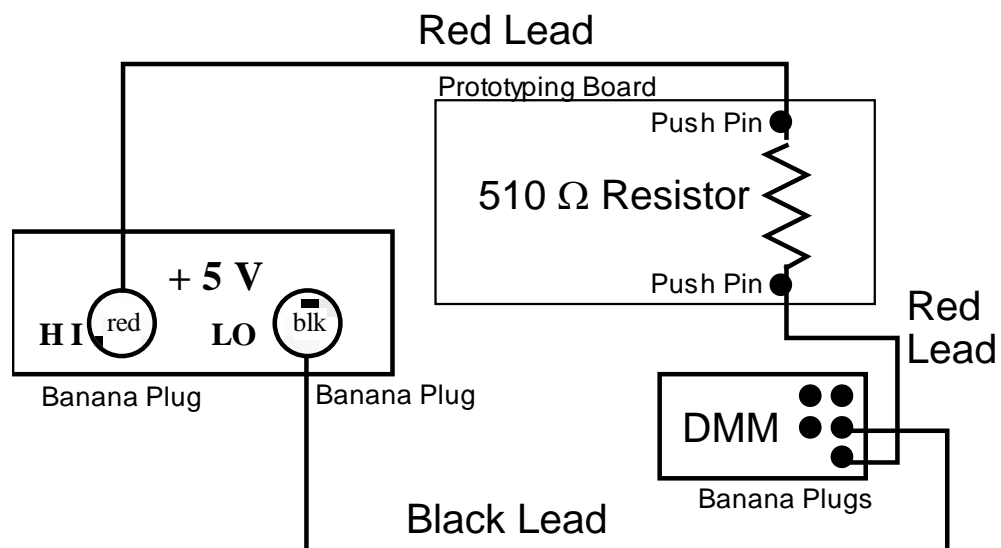 Red Lead
Prototyping Board
Push Pin
510 Ω Resistor
Push Pin
+ 5 V
HI
red
LO
blk
Banana Plug
Banana Plug
Red
Lead
DMM
Banana Plugs
Black Lead